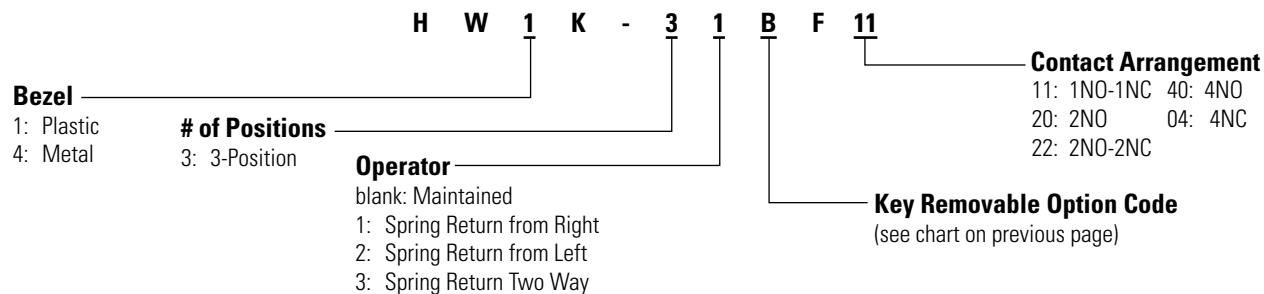 H W 1 K - 3 1 B F 11
Bezel
1: Plastic
4: Metal
# of Positions
3: 3-Position
Operator
blank: Maintained
1: Spring Return from Right
2: Spring Return from Left
3: Spring Return Two Way
Contact Arrangement
11: 1NO-1NC 40: 4NO
20: 2NO 04: 4NC
22: 2NO-2NC
Key Removable Option Code
(see chart on previous page)